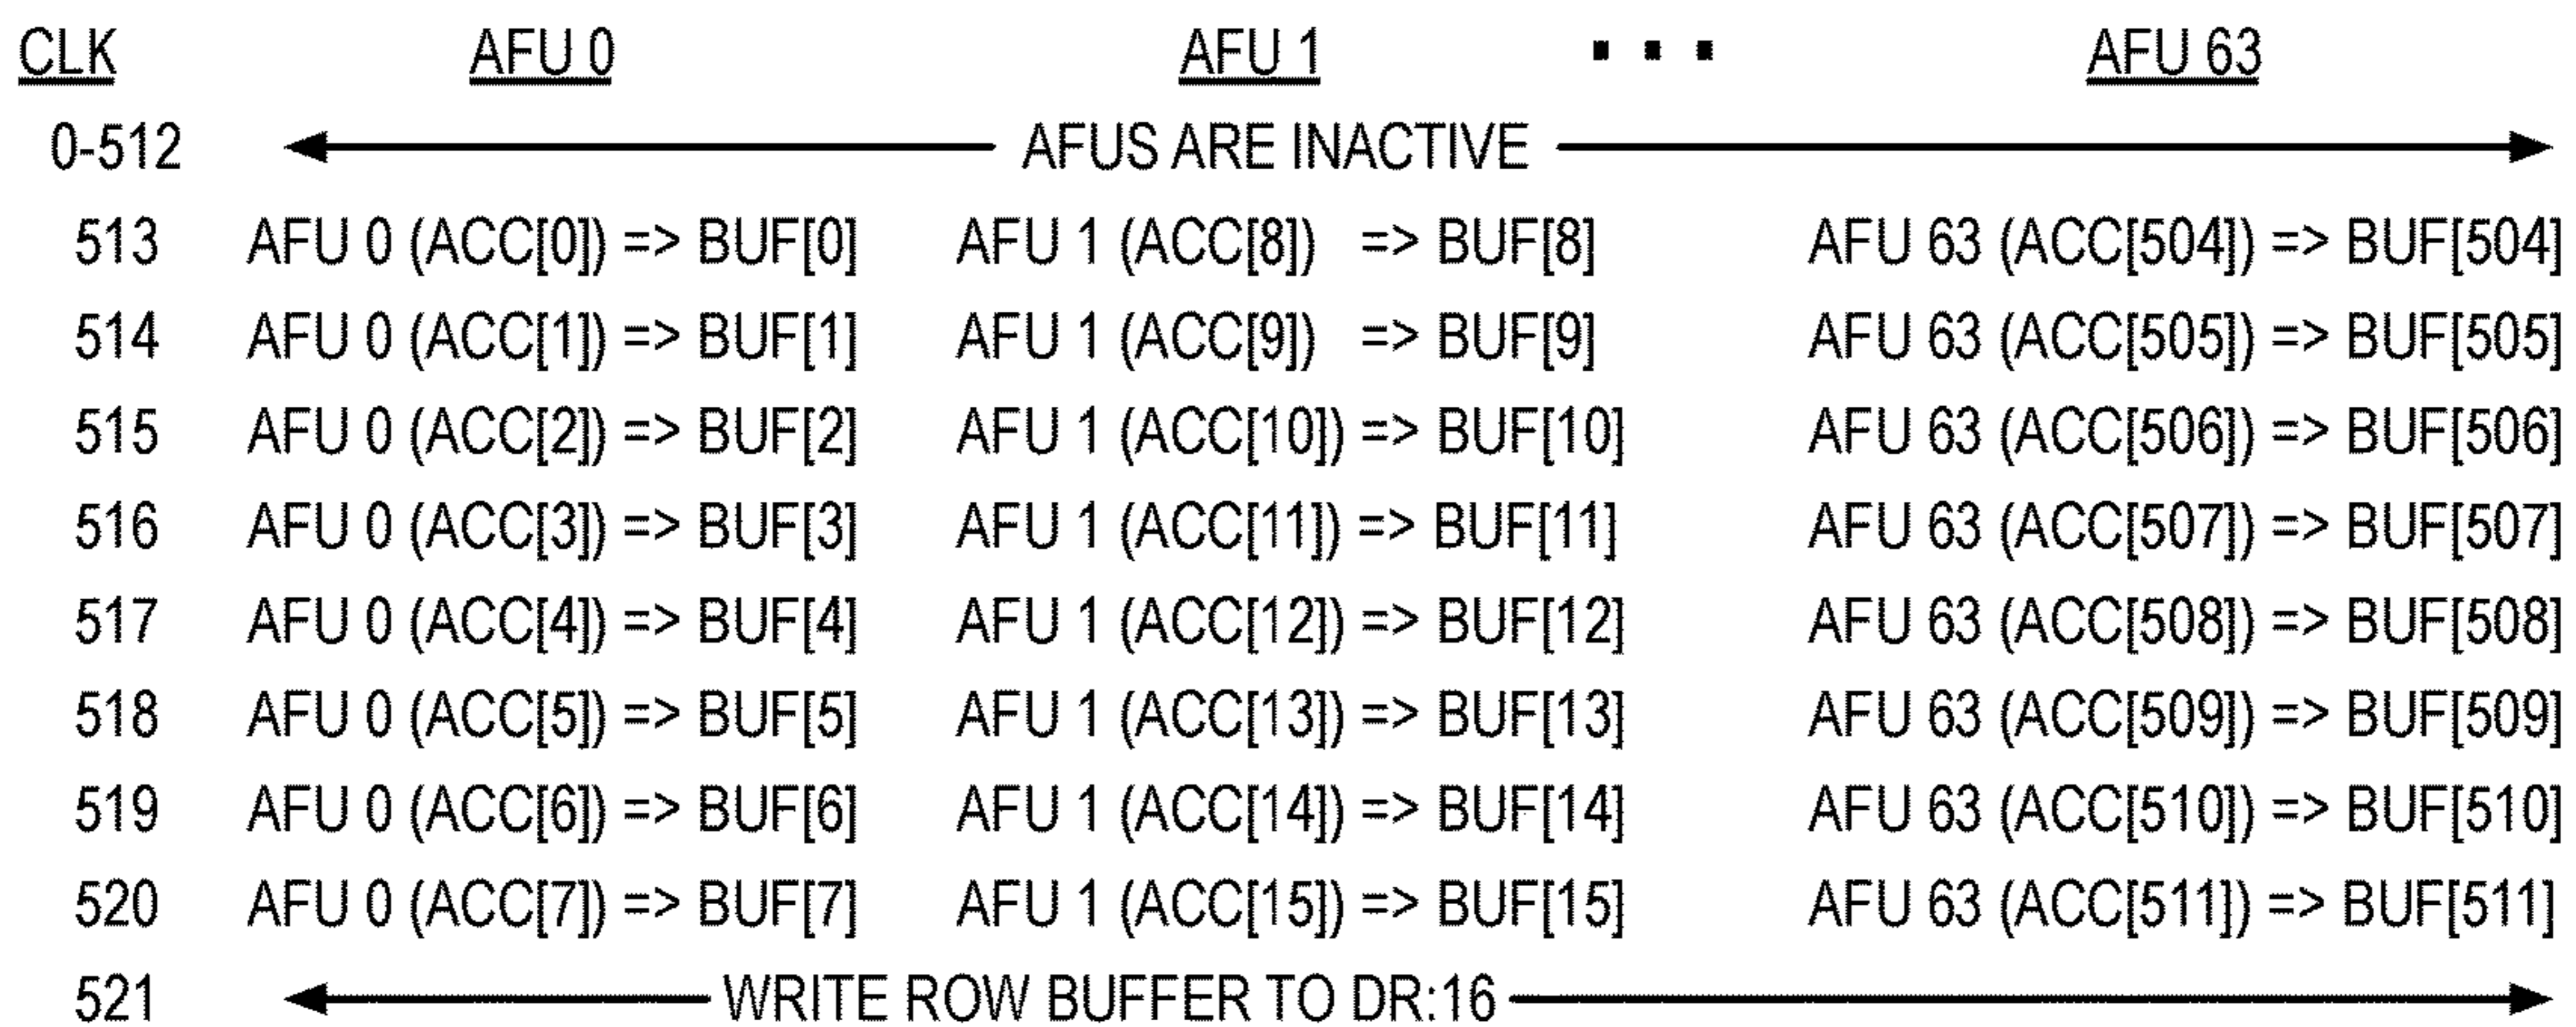 CLK AFU 0 AFU 1 ... AFU 63
0-512 AFUS ARE INACTIVE
513 AFU 0 (ACC[0]) => BUF[0] AFU 1 (ACC[8]) => BUF[8] AFU 63 (ACC[504]) => BUF[504]
514 AFU 0 (ACC[1]) => BUF[1] AFU 1 (ACC[9]) => BUF[9] AFU 63 (ACC[505]) => BUF[505]
515 AFU 0 (ACC[2]) => BUF[2] AFU 1 (ACC[10]) => BUF[10] AFU 63 (ACC[506]) => BUF[506]
516 AFU 0 (ACC[3]) => BUF[3] AFU 1 (ACC[11]) => BUF[11] AFU 63 (ACC[507]) => BUF[507]
517 AFU 0 (ACC[4]) => BUF[4] AFU 1 (ACC[12]) => BUF[12] AFU 63 (ACC[508]) => BUF[508]
518 AFU 0 (ACC[5]) => BUF[5] AFU 1 (ACC[13]) => BUF[13] AFU 63 (ACC[509]) => BUF[509]
519 AFU 0 (ACC[6]) => BUF[6] AFU 1 (ACC[14]) => BUF[14] AFU 63 (ACC[510]) => BUF[510]
520 AFU 0 (ACC[7]) => BUF[7] AFU 1 (ACC[15]) => BUF[15] AFU 63 (ACC[511]) => BUF[511]
521 WRITE ROW BUFFER TO DR:16